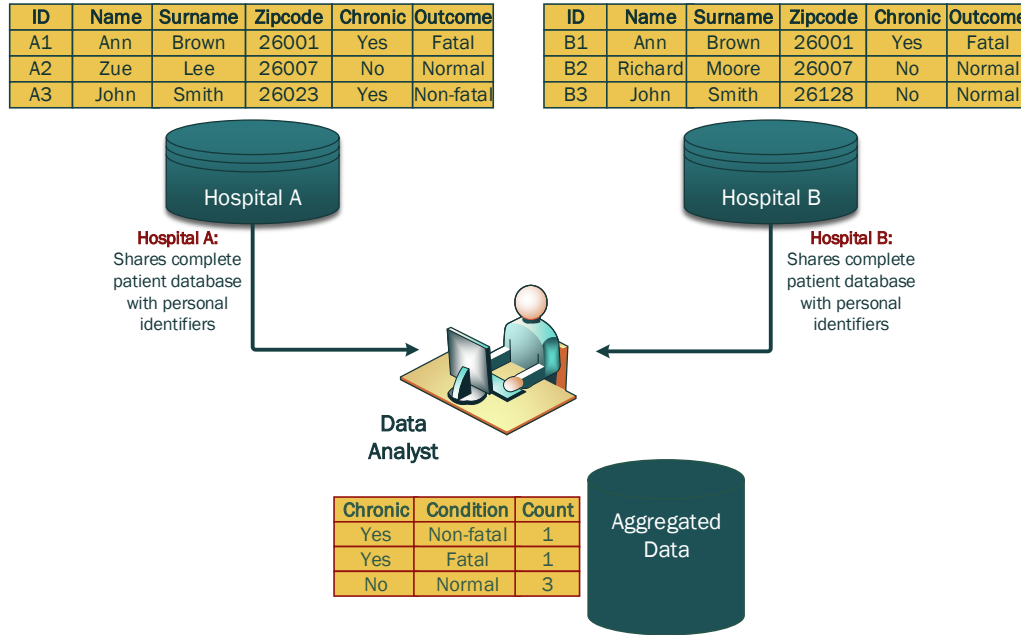 ID Name Surname Zipcode Chronic Outcome
A1 Ann Brown 26001 Yes Fatal
A2 Zue Lee 26007 No Normal
A3 John Smith 26023 Yes Non-fatal
ID Name Surname Zipcode Chronic Outcome
B1 Ann Brown 26001 Yes Fatal
B2 Richard Moore 26007 No Normal
B3 John Smith 26128 No Normal
Hospital A
Hospital B
Hospital A:
Shares complete
patient database
with personal
identifiers
Hospital B:
Shares complete
patient database
with personal
identifiers
Data
Analyst
Chronic Condition Count
Yes Non-fatal 1
Yes Fatal 1
No Normal 3
Aggregated
Data